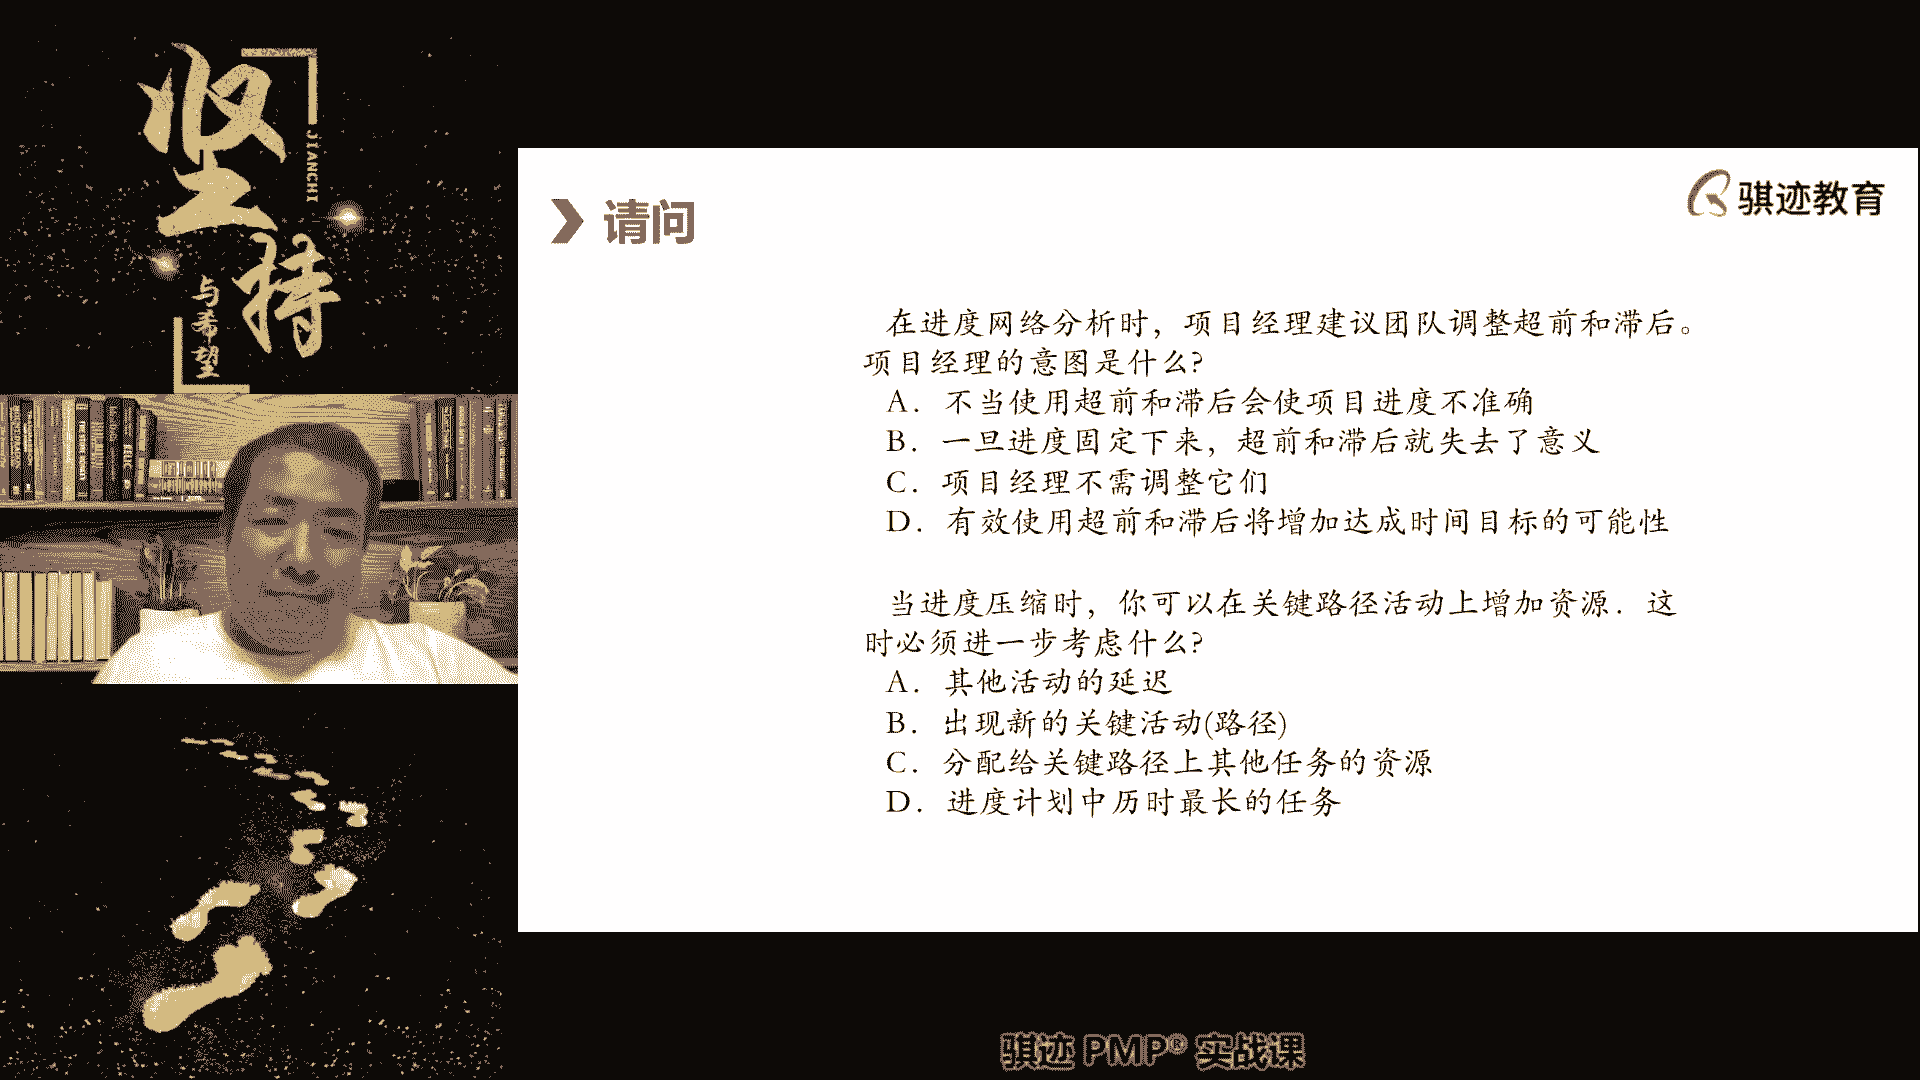 坚持
JIANCHI
与希望
请问
骐迹教育
在进度网络分析时，项目经理建议团队调整超前和滞后。
项目经理的意图是什么?
A. 不当使用超前和滞后会使项目进度不准确
B. 一旦进度固定下来，超前和滞后就失去了意义
C. 项目经理不需调整它们
D. 有效使用超前和滞后将增加达成时间目标的可能性
当进度压缩时，你可以在关键路径活动上增加资源. 这
时必须进一步考虑什么?
A. 其他活动的延迟
B. 出现新的关键活动(路径)
C. 分配给关键路径上其他任务的资源
D. 进度计划中历时最长的任务
骐迹 PMP® 实战课